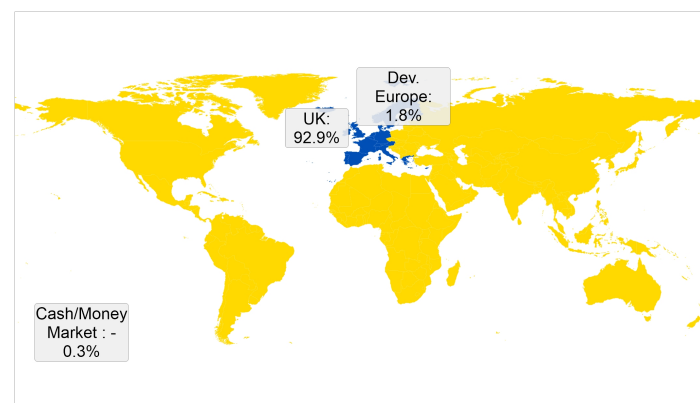 Dev.
Europe:
1.8%
UK:
92.9%
Cash/Money
Market : -
0.3%